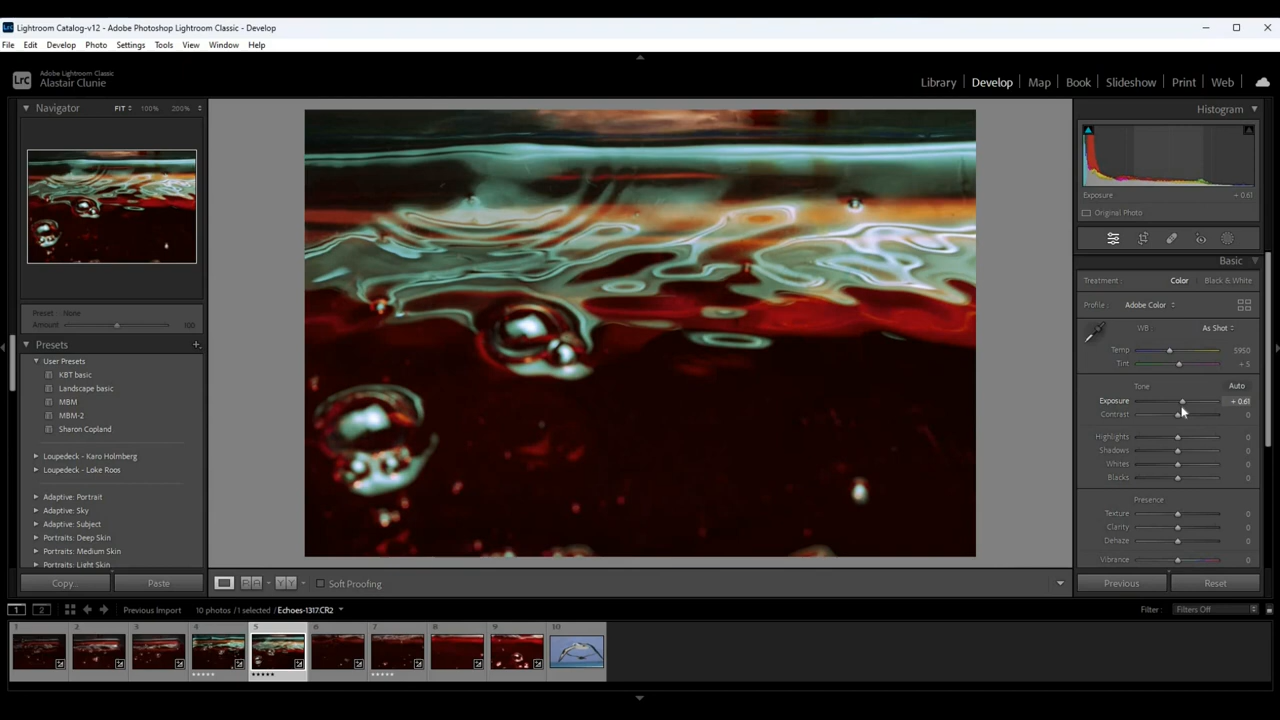 Lightroom Catalog-v12 - Adobe Photoshop Lightroom Classic - Develop
File Edit Develop Photo Settings Tools View Window Help
LrC Adobe Lightroom Classic
Alastair Clunie
Library | Develop | Map | Book | Slideshow | Print | Web
Navigator FIT 100% 200%
Preset: None
Amount 100
Presets +
User Presets
KBT basic
Landscape basic
MBM
MBM-2
Sharon Copland
Loupedeck - Karo Holmberg
Loupedeck - Loke Roos
Adaptive: Portrait
Adaptive: Sky
Adaptive: Subject
Portraits: Deep Skin
Portraits: Medium Skin
Portraits: Light Skin
Copy... Paste
Soft Proofing
Histogram
Exposure + 0.61
Original Photo
Basic
Treatment: Color Black & White
Profile: Adobe Color
WB: As Shot
Temp 5950
Tint + 5
Tone Auto
Exposure + 0.61
Contrast 0
Highlights 0
Shadows 0
Whites 0
Blacks 0
Presence
Texture 0
Clarity 0
Dehaze 0
Vibrance 0
Previous Reset
1 2 Previous Import 10 photos / 1 selected / Echoes-1317.CR2 Filter: Filters Off
1 2 3 4 5 6 7 8 9 10